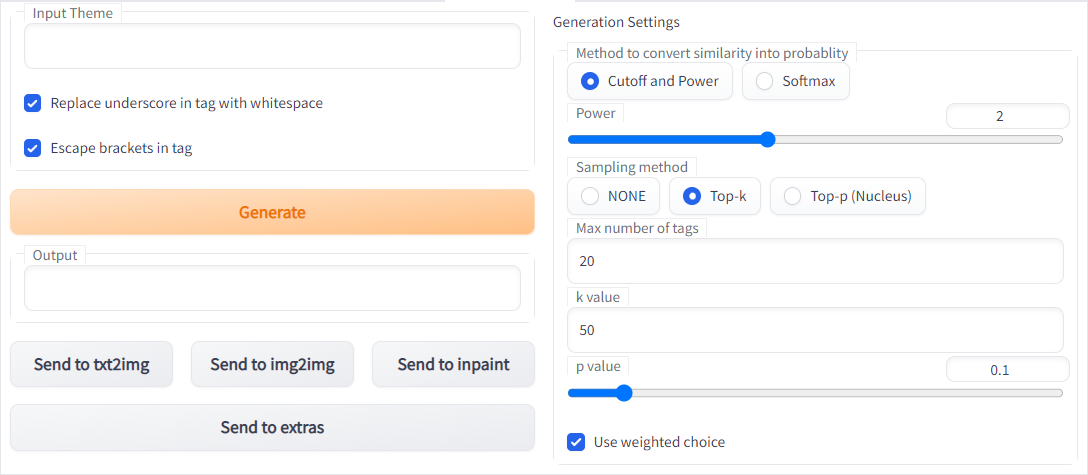 Input Theme
Replace underscore in tag with whitespace
Escape brackets in tag
Generate
Output
Send to txt2img
Send to img2img
Send to inpaint
Send to extras
Generation Settings
Method to convert similarity into probablity
Cutoff and Power
Softmax
Power
2
Sampling method
NONE
Top-k
Top-p (Nucleus)
Max number of tags
20
k value
50
p value
0.1
Use weighted choice